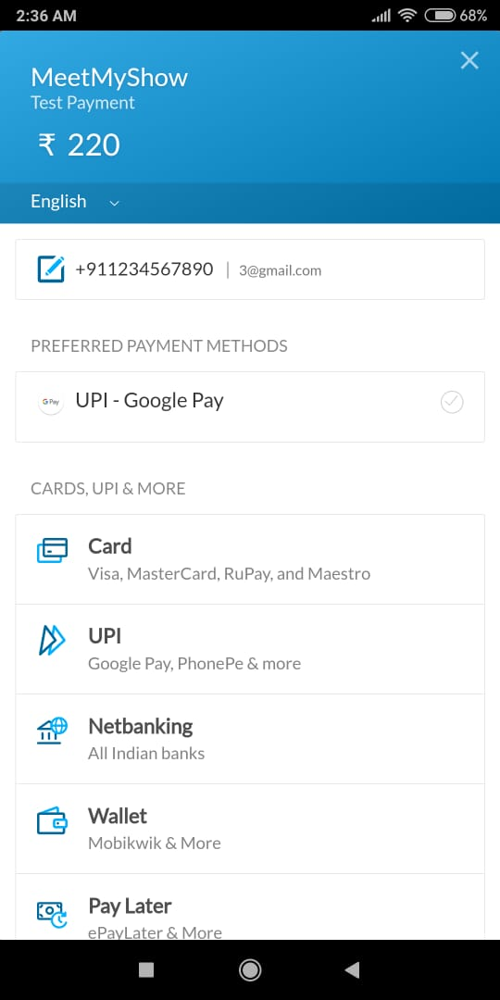 2:36 AM 68%
MeetMyShow
Test Payment
₹ 220
English
+911234567890 | 3@gmail.com
PREFERRED PAYMENT METHODS
G Pay UPI - Google Pay
CARDS, UPI & MORE
Card
Visa, MasterCard, RuPay, and Maestro
UPI
Google Pay, PhonePe & more
Netbanking
All Indian banks
Wallet
Mobikwik & More
Pay Later
ePayLater & More